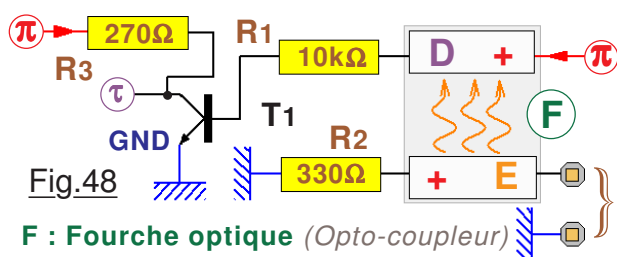 π 270Ω R1 10kΩ D + π
R3
τ
T1 F
GND R2
330Ω + E
Fig.48
F : Fourche optique (Opto-coupleur)